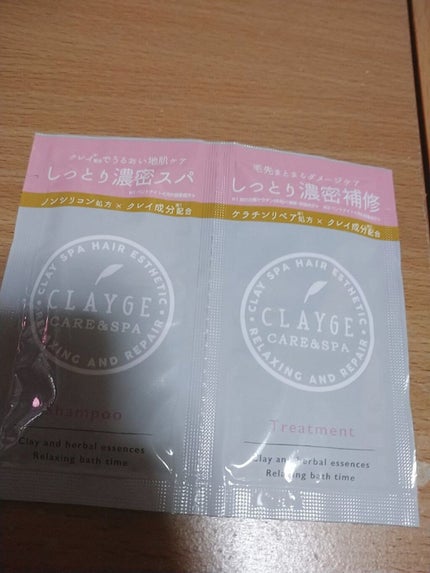 クレイ配合でうるおい地肌ケア
しっとり濃密スパ
ノンシリコン処方 × クレイ成分配合
CLAY SPA HAIR ESTHETIC
CLAYGE
CARE&SPA
RELAXING AND REPAIR
Shampoo
Clay and herbal essences
Relaxing bath time
毛先まとまるダメージケア
しっとり濃密補修
ケラチンリペア処方 × クレイ成分配合
CLAY SPA HAIR ESTHETIC
CLAYGE
CARE&SPA
RELAXING AND REPAIR
Treatment
Clay and herbal essences
Relaxing bath time